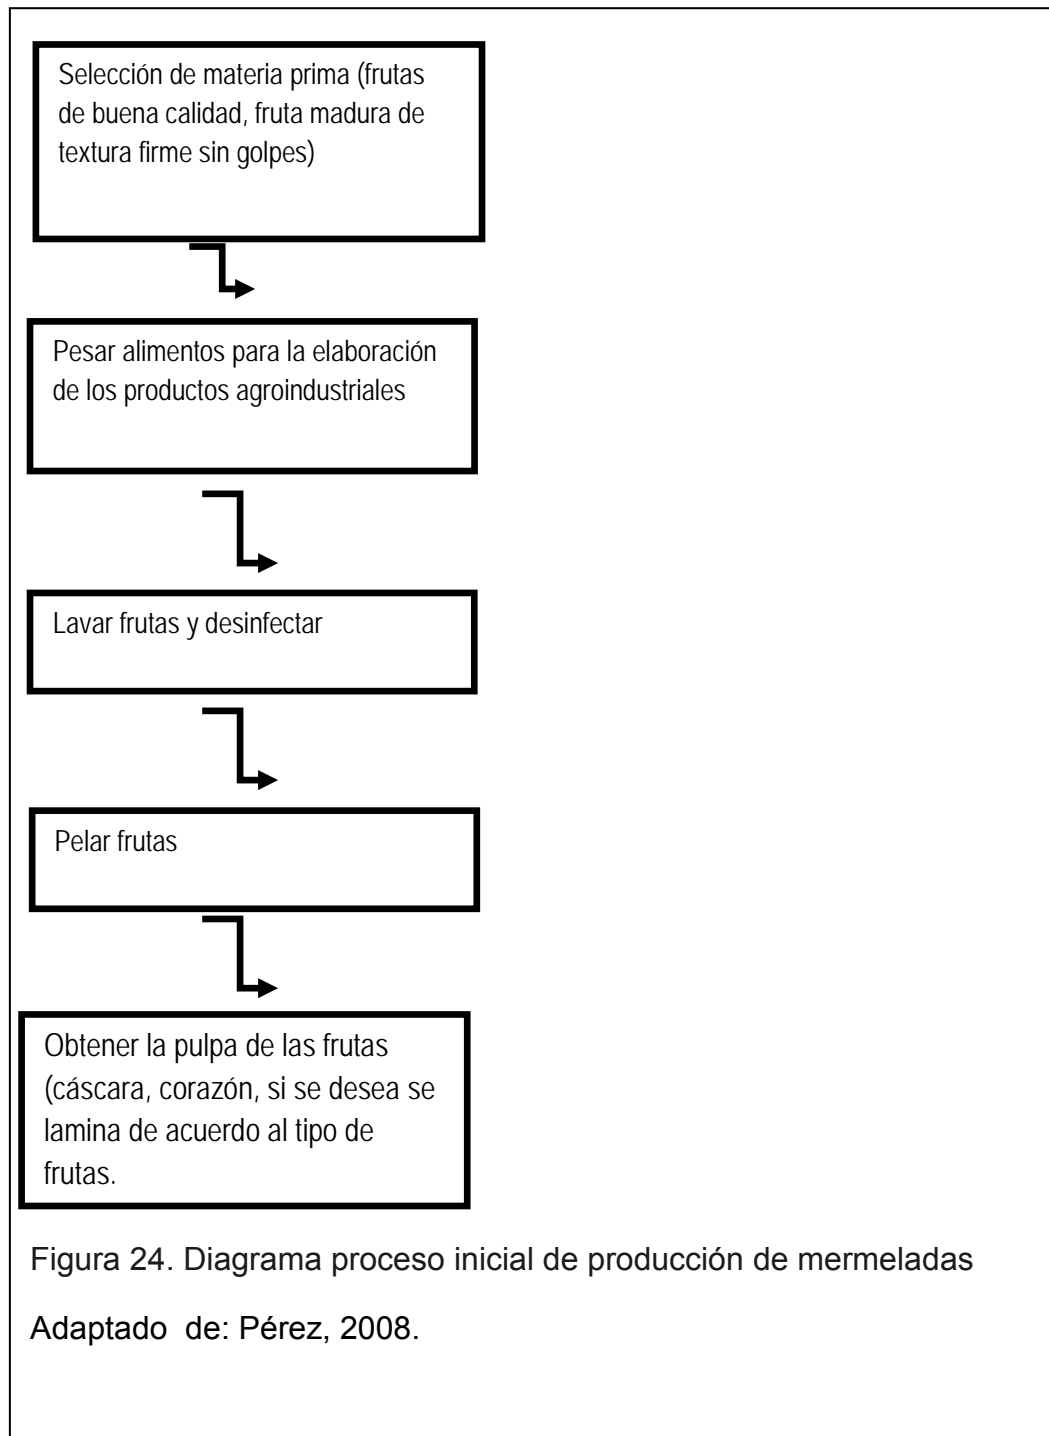 Selección de materia prima (frutas
de buena calidad, fruta madura de
textura firme sin golpes)
Pesar alimentos para la elaboración
de los productos agroindustriales
Lavar frutas y desinfectar
Pelar frutas
Obtener la pulpa de las frutas
(cáscara, corazón, si se desea se
lamina de acuerdo al tipo de
frutas.
Figura 24. Diagrama proceso inicial de producción de mermeladas
Adaptado de: Pérez, 2008.